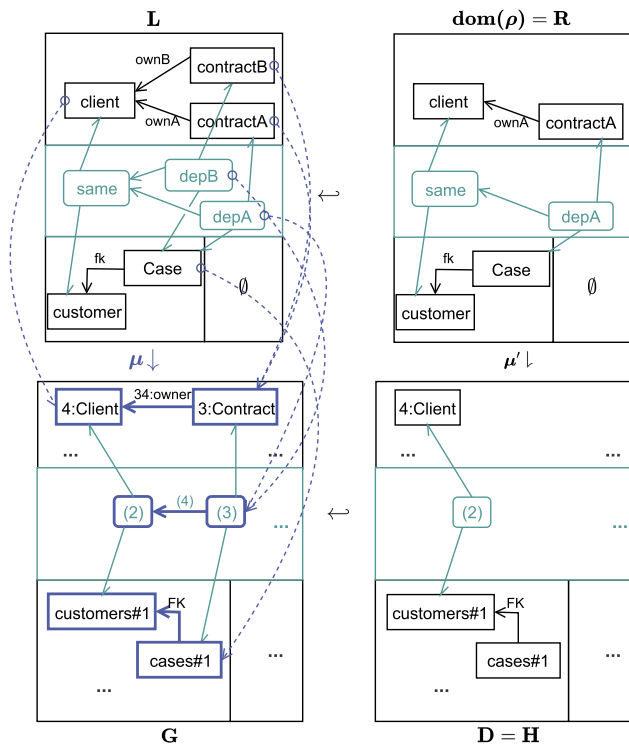 L
dom(ρ) = R
ownB
contractB
client
ownA
contractA
same
depB
depA
fk
Case
customer
∅
client
ownA
contractA
same
depA
fk
Case
customer
∅
↩
μ↓
μ'⇂
4:Client
34:owner
3:Contract
...
...
(2)
(4)
(3)
...
customers#1
FK
cases#1
...
...
↩
4:Client
...
...
(2)
...
customers#1
FK
cases#1
...
...
G
D = H